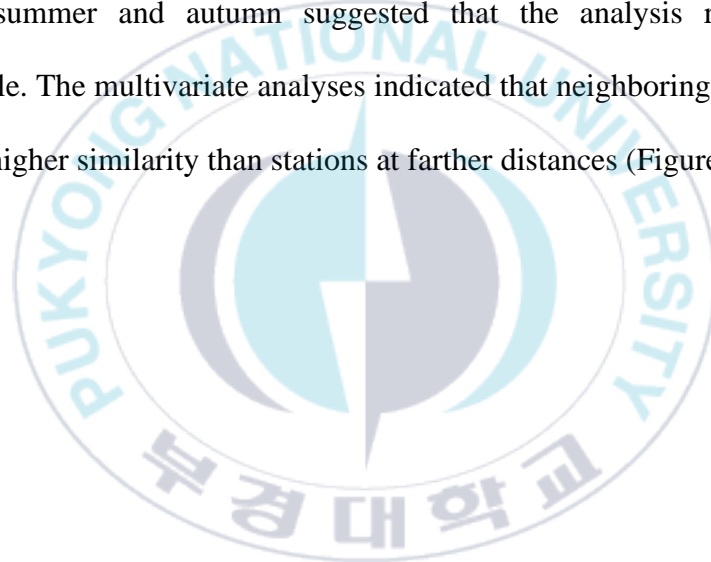 summer and autumn suggested that the analysis
le. The multivariate analyses indicated that neighboring
higher similarity than stations at farther distances (Figure
PUKYONG NATIONAL UNIVERSITY
부경대학교